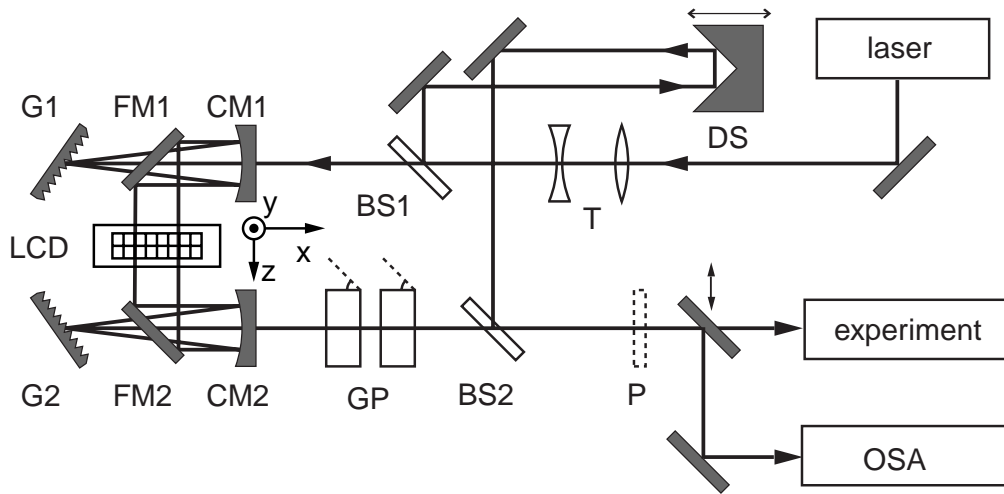 laser
G1 FM1 CM1
DS
BS1
T
LCD
y
x
z
G2 FM2 CM2
GP
BS2
P
experiment
OSA